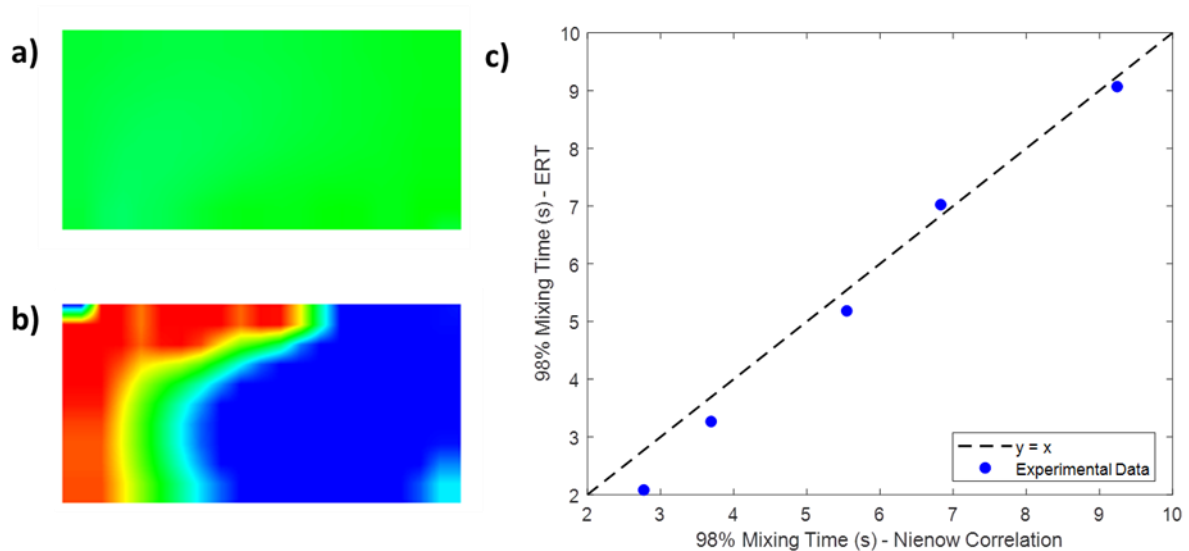 a)
b)
c)
10
9
8
7
6
5
4
3
2
98% Mixing Time (s) - ERT
y = x
Experimental Data
2 3 4 5 6 7 8 9 10
98% Mixing Time (s) - Nienow Correlation